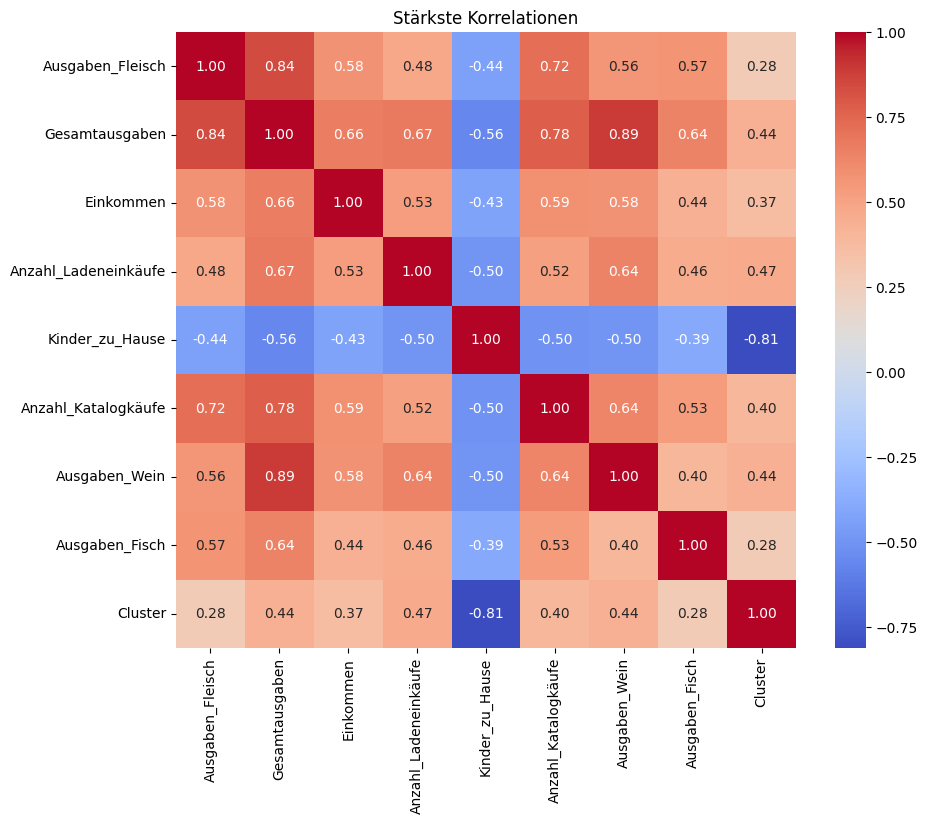 Stärkste Korrelationen
Ausgaben_Fleisch 1.00 0.84 0.58 0.48 -0.44 0.72 0.56 0.57 0.28
Gesamtausgaben 0.84 1.00 0.66 0.67 -0.56 0.78 0.89 0.64 0.44
Einkommen 0.58 0.66 1.00 0.53 -0.43 0.59 0.58 0.44 0.37
Anzahl_Ladeneinkäufe 0.48 0.67 0.53 1.00 -0.50 0.52 0.64 0.46 0.47
Kinder_zu_Hause -0.44 -0.56 -0.43 -0.50 1.00 -0.50 -0.50 -0.39 -0.81
Anzahl_Katalogkäufe 0.72 0.78 0.59 0.52 -0.50 1.00 0.64 0.53 0.40
Ausgaben_Wein 0.56 0.89 0.58 0.64 -0.50 0.64 1.00 0.40 0.44
Ausgaben_Fisch 0.57 0.64 0.44 0.46 -0.39 0.53 0.40 1.00 0.28
Cluster 0.28 0.44 0.37 0.47 -0.81 0.40 0.44 0.28 1.00
Ausgaben_Fleisch
Gesamtausgaben
Einkommen
Anzahl_Ladeneinkäufe
Kinder_zu_Hause
Anzahl_Katalogkäufe
Ausgaben_Wein
Ausgaben_Fisch
Cluster
1.00
0.75
0.50
0.25
0.00
−0.25
−0.50
−0.75